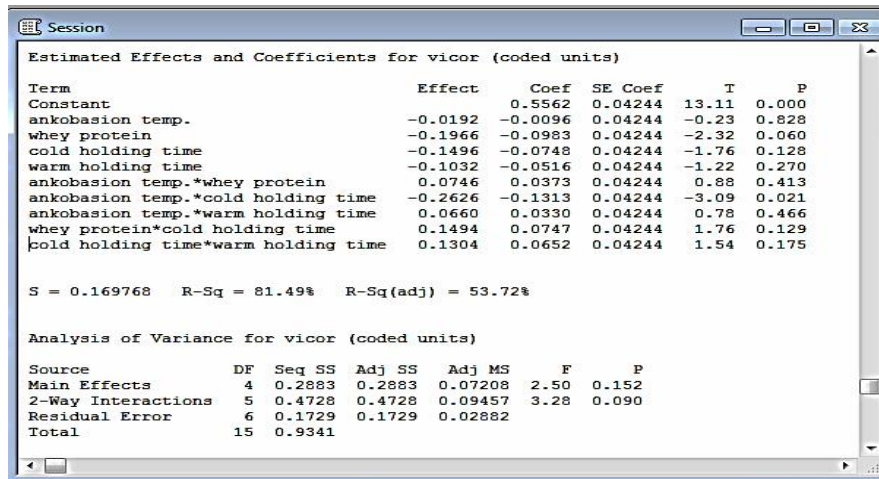 Session
Estimated Effects and Coefficients for vicor (coded units)
Term Effect Coef SE Coef T P
Constant 0.5562 0.04244 13.11 0.000
ankobasion temp. -0.0192 -0.0096 0.04244 -0.23 0.828
whey protein -0.1966 -0.0983 0.04244 -2.32 0.060
cold holding time -0.1496 -0.0748 0.04244 -1.76 0.128
warm holding time -0.1032 -0.0516 0.04244 -1.22 0.270
ankobasion temp.*whey protein 0.0746 0.0373 0.04244 0.88 0.413
ankobasion temp.*cold holding time -0.2626 -0.1313 0.04244 -3.09 0.021
ankobasion temp.*warm holding time 0.0660 0.0330 0.04244 0.78 0.466
whey protein*cold holding time 0.1494 0.0747 0.04244 1.76 0.129
cold holding time*warm holding time 0.1304 0.0652 0.04244 1.54 0.175
S = 0.169768 R-Sq = 81.49% R-Sq(adj) = 53.72%
Analysis of Variance for vicor (coded units)
Source DF Seq SS Adj SS Adj MS F P
Main Effects 4 0.2883 0.2883 0.07208 2.50 0.152
2-Way Interactions 5 0.4728 0.4728 0.09457 3.28 0.090
Residual Error 6 0.1729 0.1729 0.02882
Total 15 0.9341